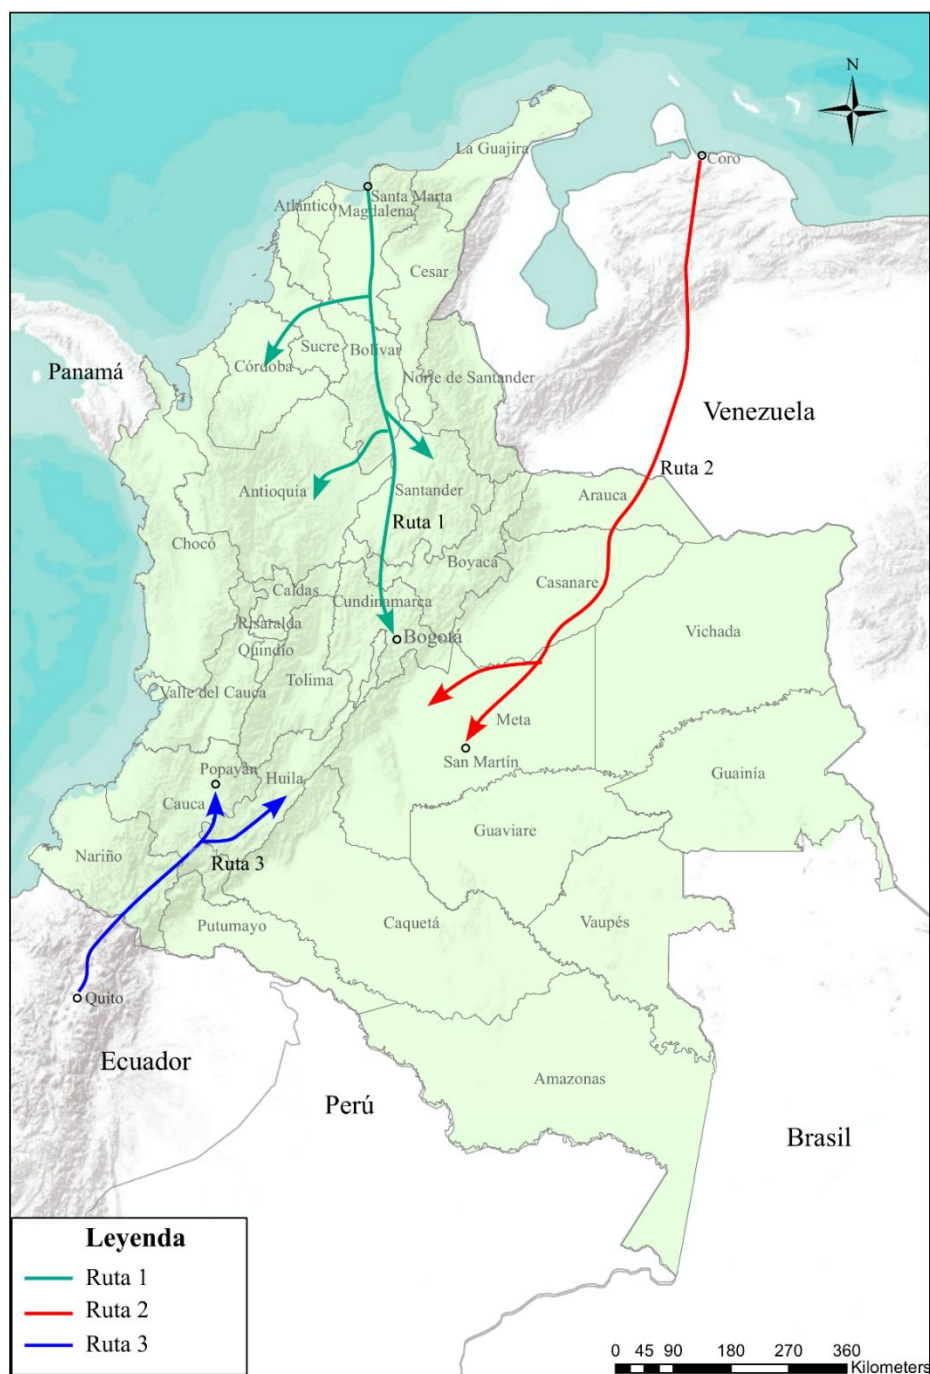 N
La Guajira
Coro
Santa Marta
Atlántico
Magdalena
Cesar
Sucre
Bolívar
Córdoba
Norte de Santander
Panamá
Venezuela
Ruta 2
Antioquia
Santander
Arauca
Ruta 1
Chocó
Boyaca
Casanare
Caldas
Cundinamarca
Risaralda
Bogotá
Quindío
Vichada
Tolima
Valle del Cauca
Meta
San Martín
Popayán
Huila
Guainía
Cauca
Guaviare
Nariño
Ruta 3
Putumayo
Caquetá
Vaupés
Quito
Ecuador
Amazonas
Perú
Brasil
Leyenda
Ruta 1
Ruta 2
Ruta 3
0 45 90 180 270 360
Kilometers